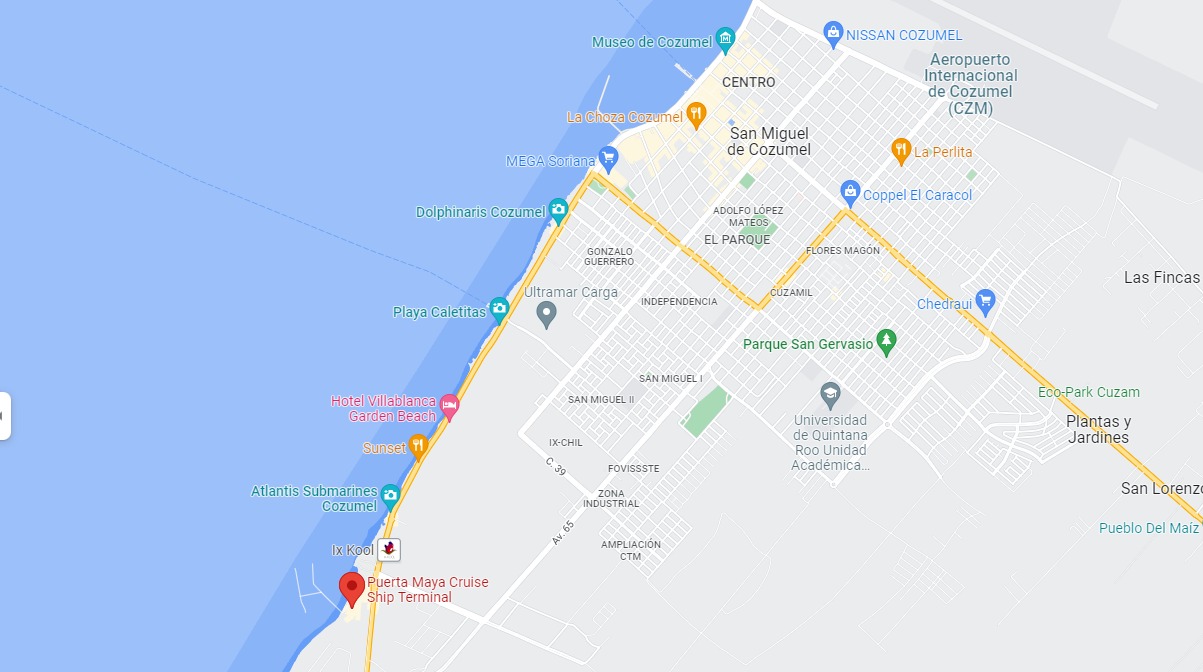 Museo de Cozumel
NISSAN COZUMEL
CENTRO
Aeropuerto
Internacional
de Cozumel
(CZM)
La Choza Cozumel
San Miguel
de Cozumel
La Perlita
MEGA Soriana
Coppel El Caracol
Dolphinaris Cozumel
ADOLFO LÓPEZ
MATEOS
EL PARQUE
GONZALO
GUERRERO
FLORES MAGÓN
Las Fincas
Ultramar Carga
INDEPENDENCIA
CUZAMIL
Chedraui
Playa Caletitas
Parque San Gervasio
SAN MIGUEL I
Hotel Villablanca
Garden Beach
SAN MIGUEL II
Eco-Park Cuzam
Universidad
de Quintana
Roo Unidad
Académica...
Plantas y
Jardines
Sunset
IX-CHIL
C. 39
FOVISSSTE
Atlantis Submarines
Cozumel
ZONA
INDUSTRIAL
San Lorenzo
Av. 65
Pueblo Del Maíz
Ix Kool
AMPLIACIÓN
CTM
Puerta Maya Cruise
Ship Terminal